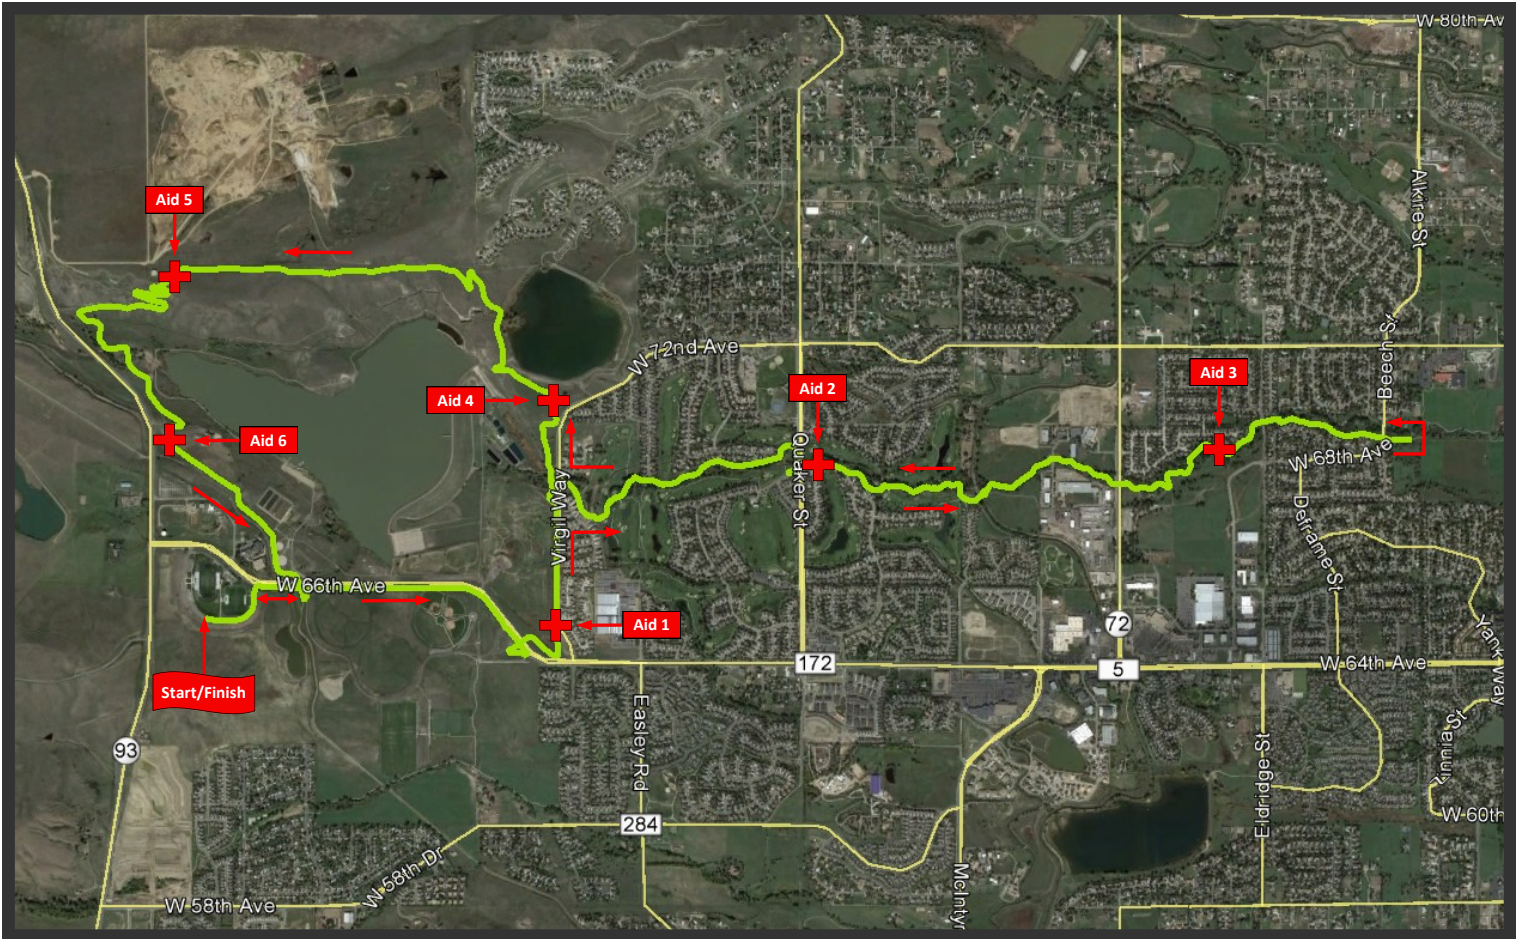 W 80th Av
Alkire St
Aid 5
Beech St
W 72nd Ave
Aid 3
Aid 2
Aid 4
Aid 6
Quaker St
W 68th Ave
Virgil Way
Deframe St
W 66th Ave
Aid 1
72
Yank Way
172
5
W 64th Ave
Start/Finish
Easley Rd
93
Eldridge St
284
W 60th
W 58th Dr
McIntyr
W 58th Ave